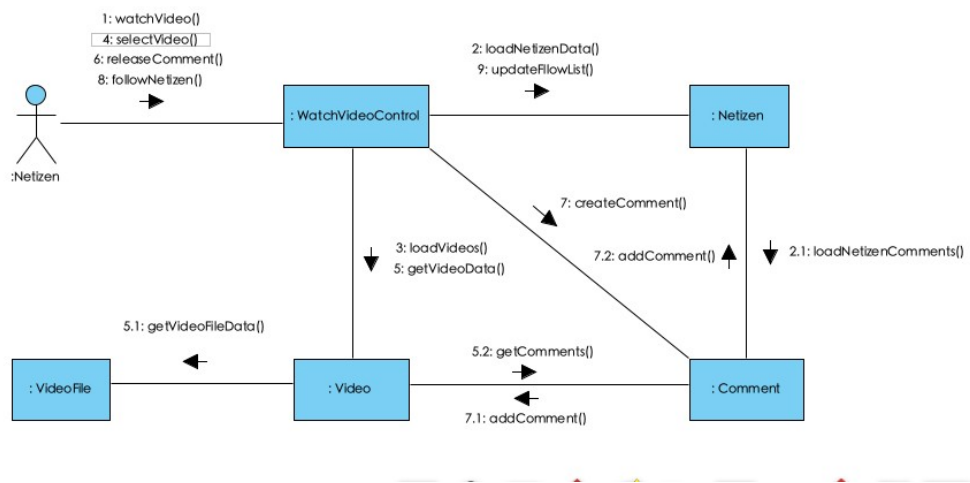 1: watchVideo()
4: selectVideo()
6: releaseComment()
8: followNetizen()
2: loadNetizenData()
9: updateFllowList()
: WatchVideoControl
: Netizen
:Netizen
7: createComment()
3: loadVideos()
5: getVideoData()
7.2: addComment()
2.1: loadNetizenComments()
5.1: getVideoFileData()
5.2: getComments()
: VideoFile
: Video
: Comment
7.1: addComment()